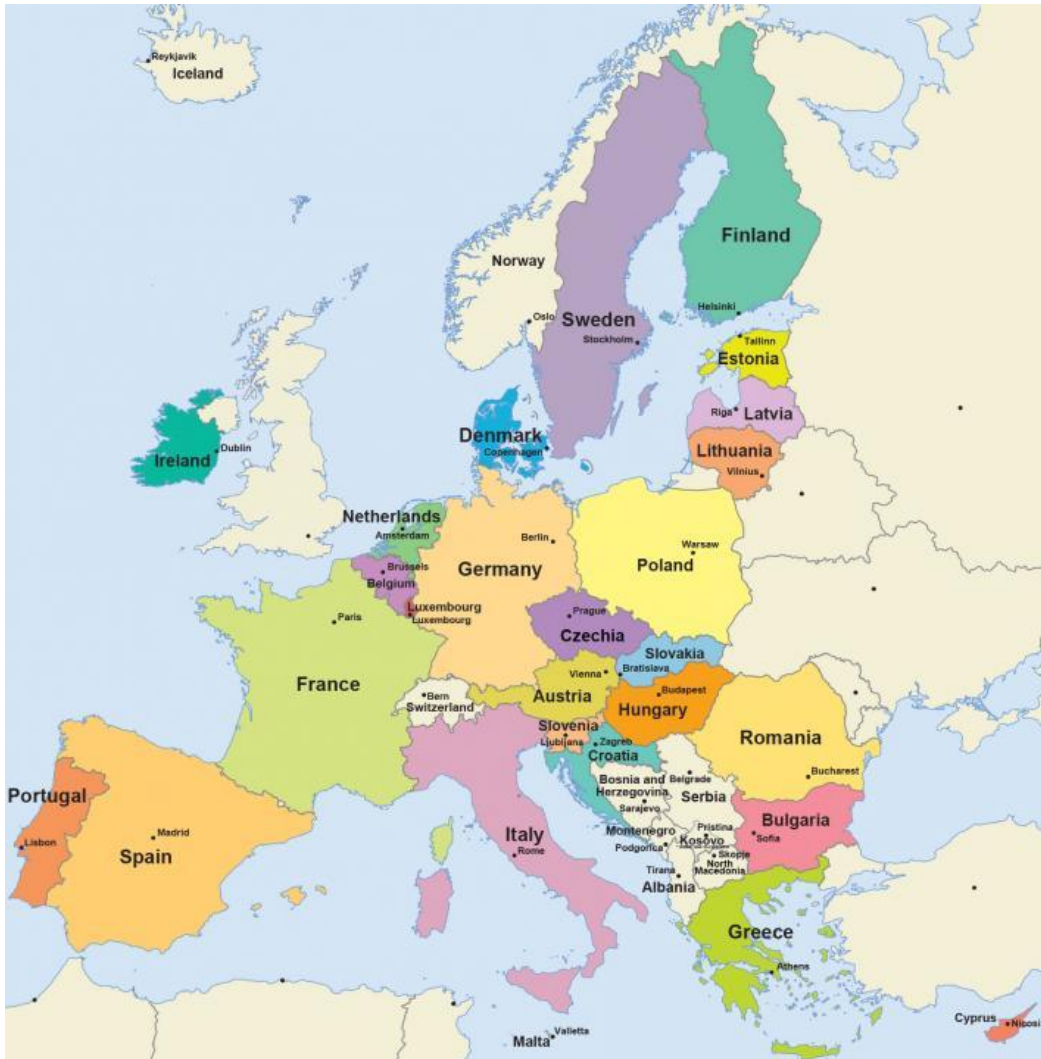 Reykjavik
Iceland
Finland
Norway
Helsinki
Oslo
Sweden
Stockholm
Tallinn
Estonia
Riga
Latvia
Denmark
Copenhagen
Lithuania
Vilnius
Dublin
Ireland
Netherlands
Amsterdam
Berlin
Warsaw
Germany
Poland
Brussels
Belgium
Luxembourg
Luxembourg
Paris
Prague
Czechia
Slovakia
Bratislava
Vienna
France
Austria
Bern
Switzerland
Budapest
Hungary
Slovenia
Ljubljana
Zagreb
Croatia
Romania
Bucharest
Bosnia and
Herzegovina
Sarajevo
Belgrade
Serbia
Portugal
Lisbon
Madrid
Spain
Italy
Rome
Montenegro
Podgorica
Pristina
Kosovo
Bulgaria
Sofia
Skopje
North
Macedonia
Tirana
Albania
Greece
Athens
Cyprus
Nicosi
Malta
Valletta